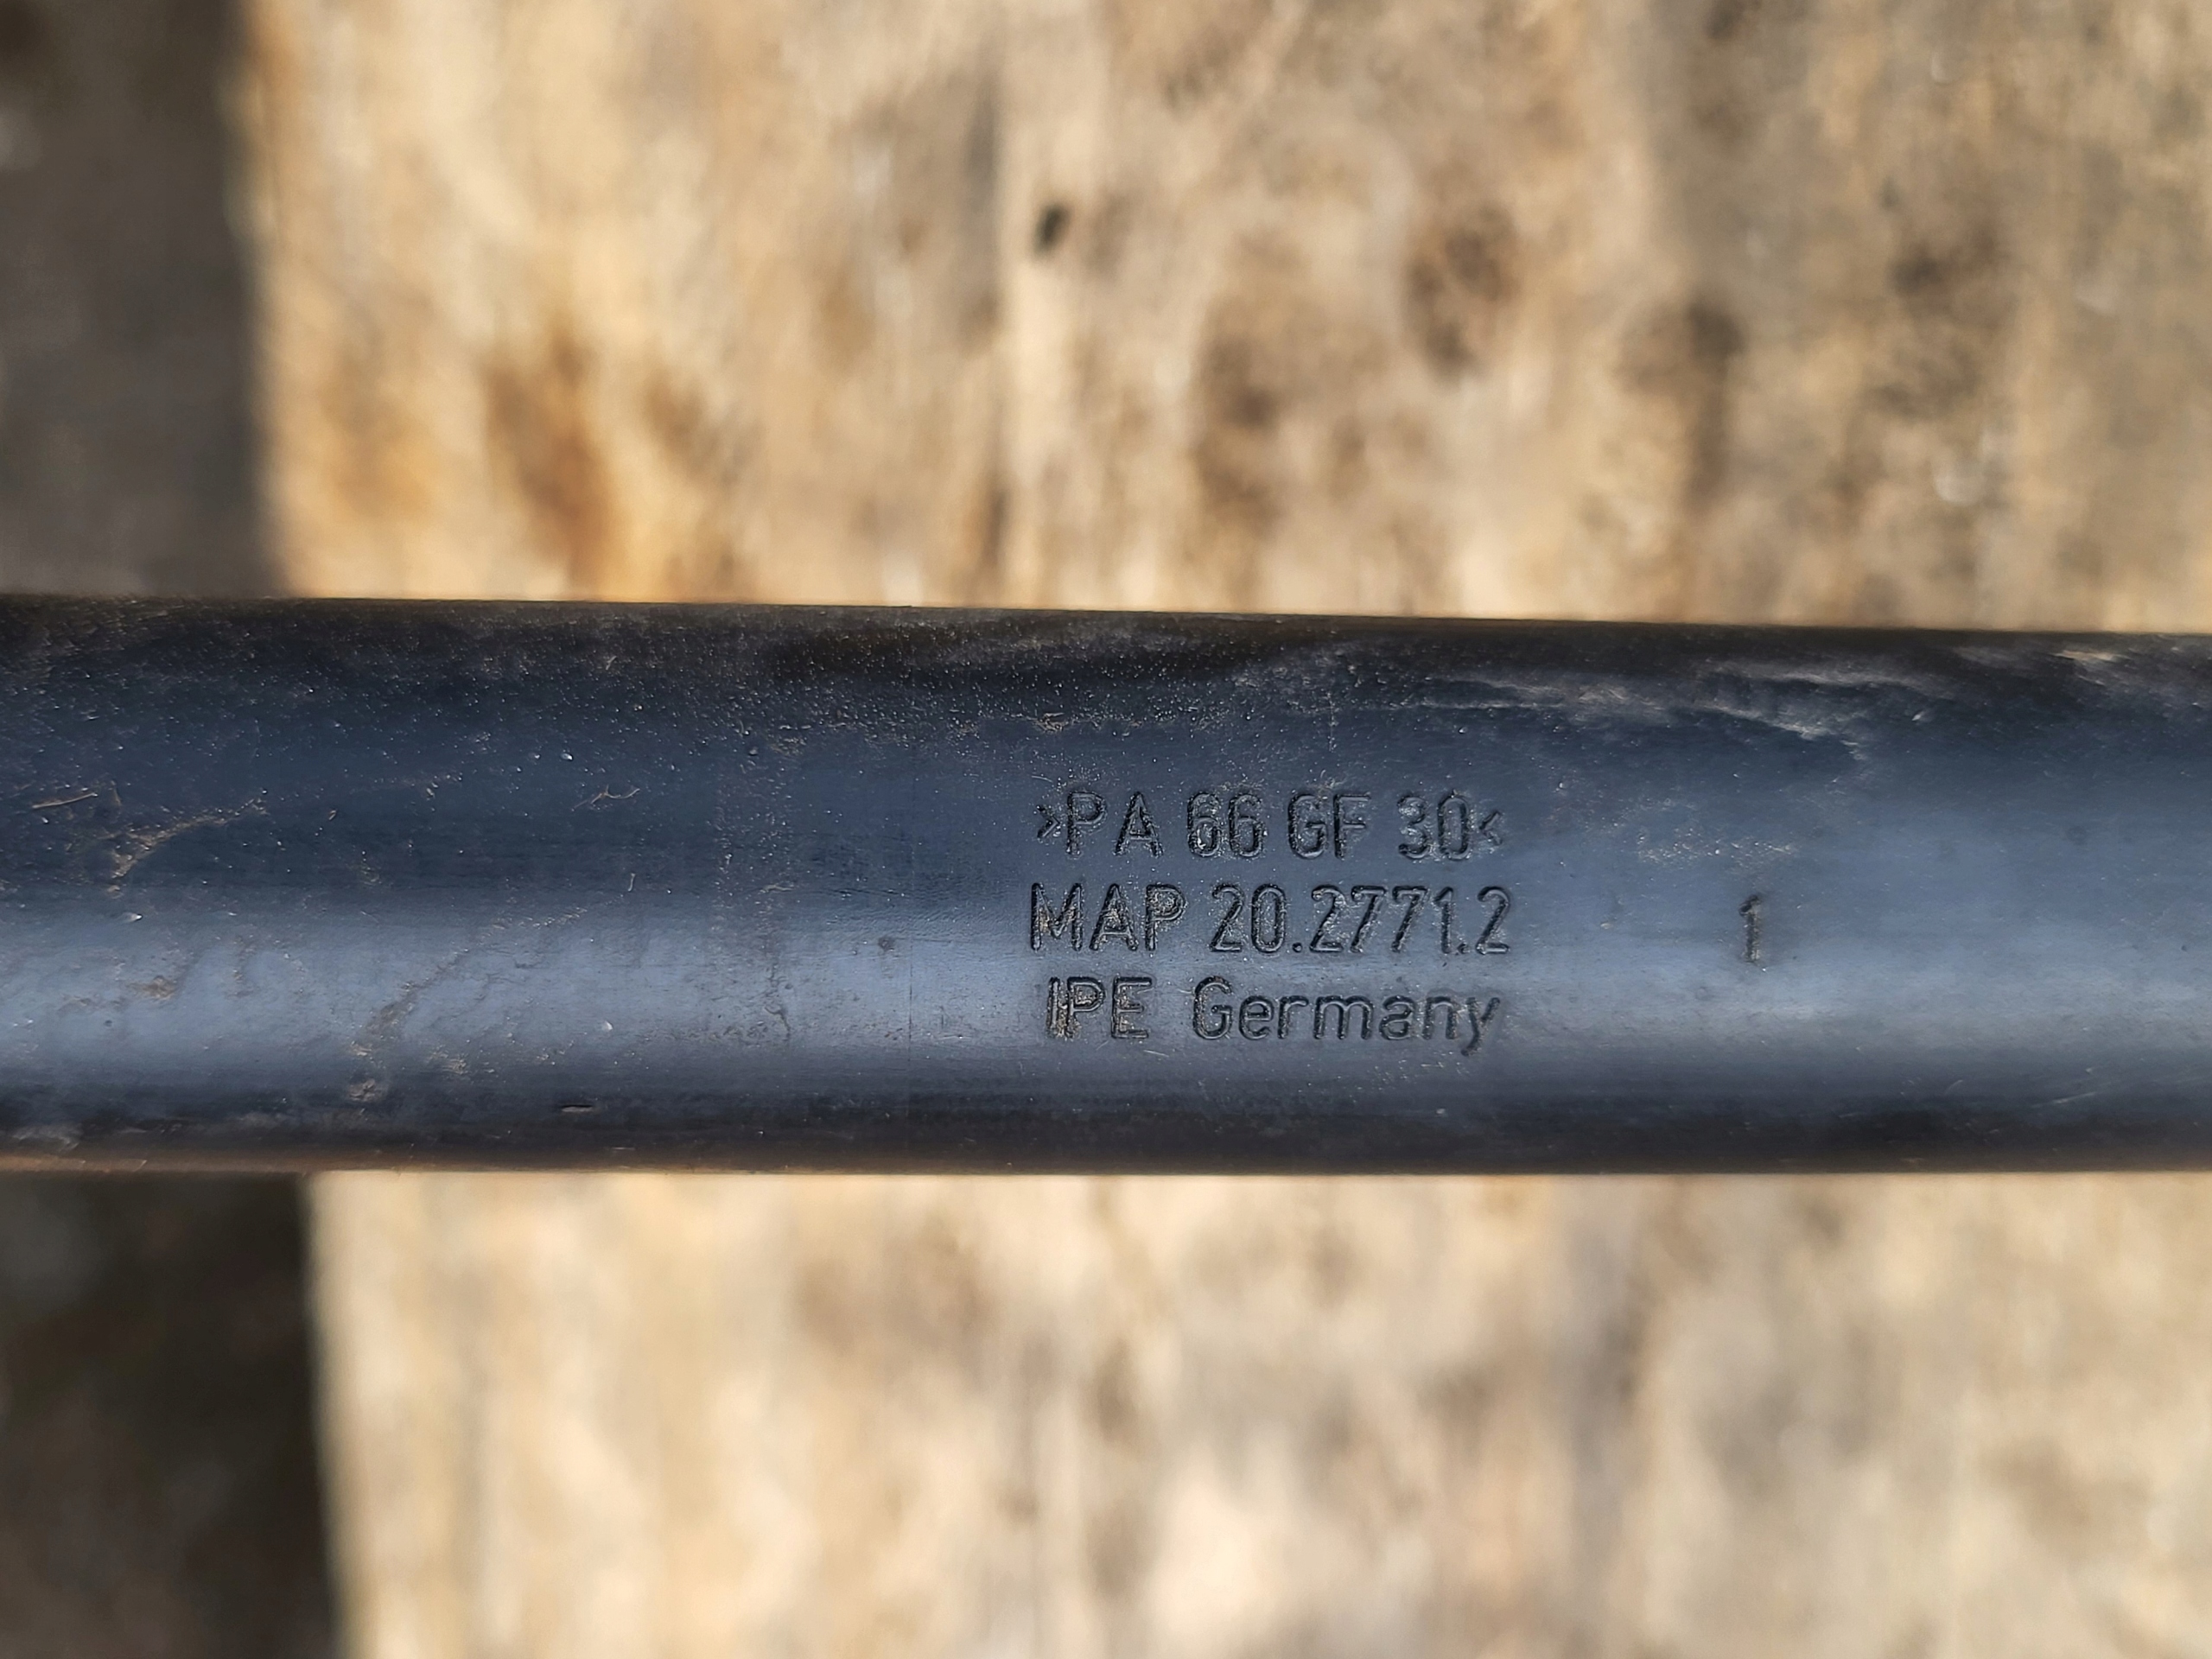 >PA 66 GF 30<
MAP 20.2771.2
1
IPE Germany